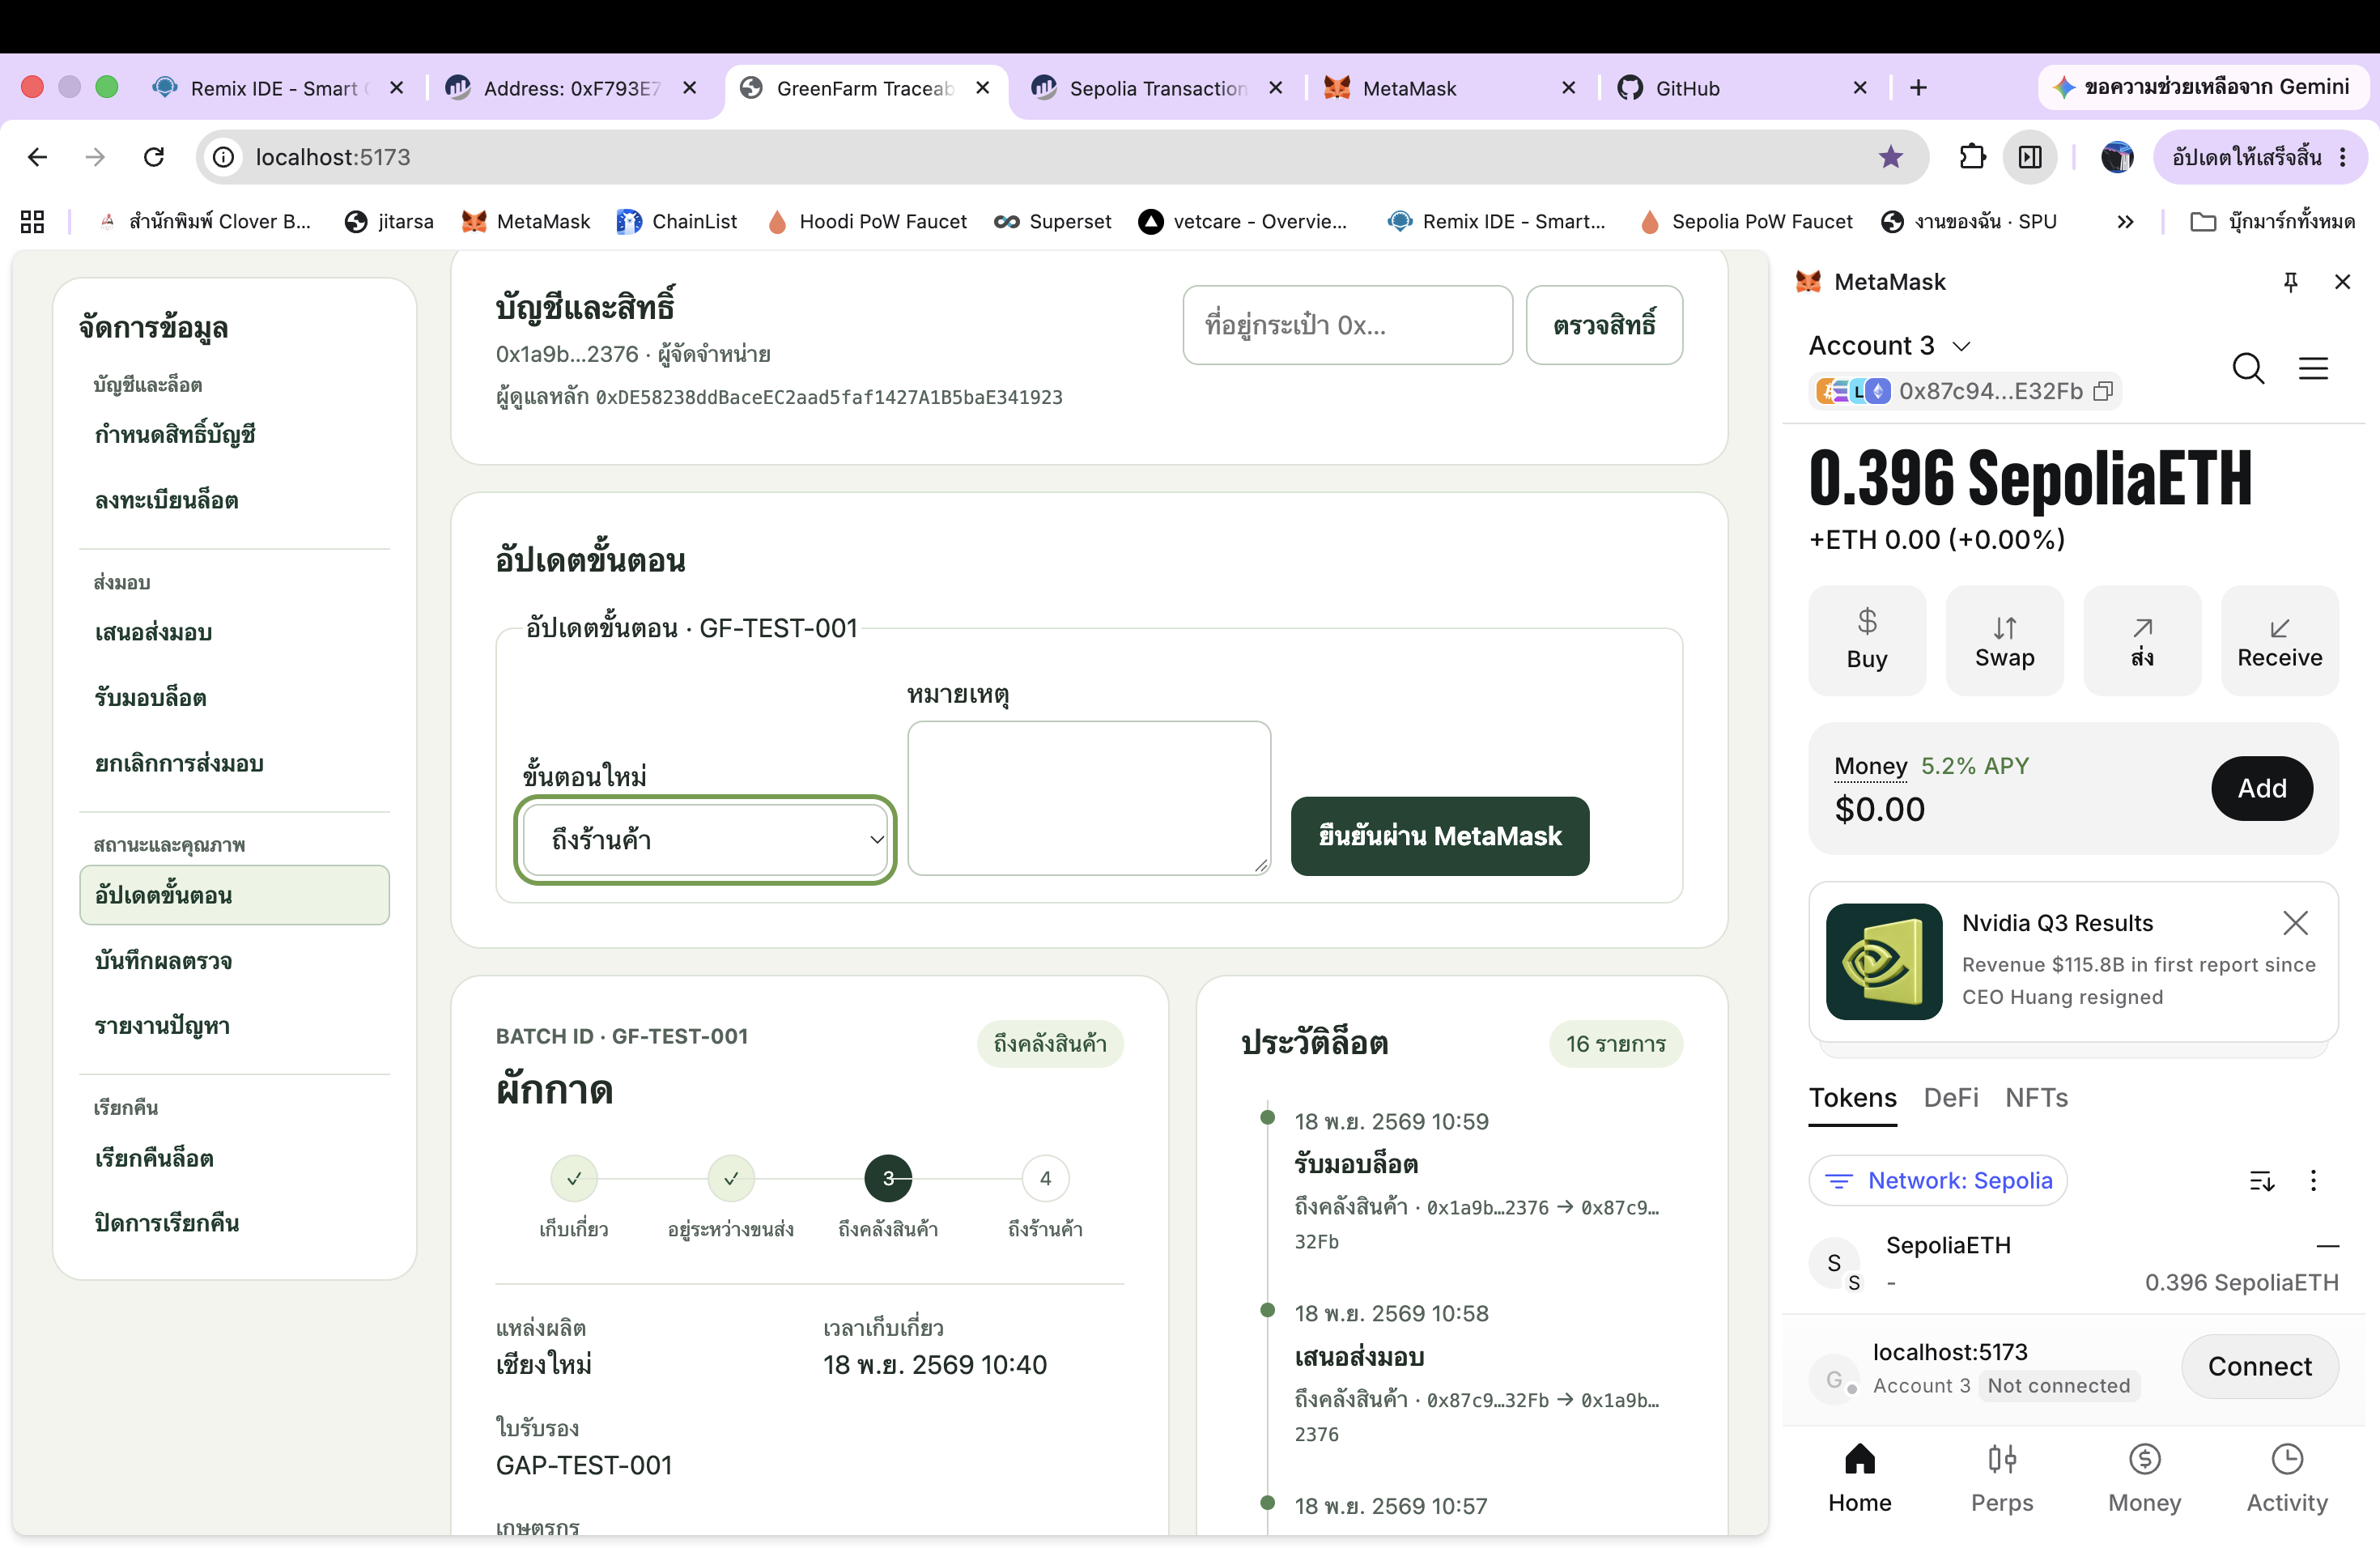 Remix IDE - Smart
Address: 0xF793E7
GreenFarm Traceab
Sepolia Transaction
MetaMask
GitHub
ขอความช่วยเหลือจาก Gemini
localhost:5173
อัปเดตให้เสร็จสิ้น
สำนักพิมพ์ Clover B...
jitarsa
MetaMask
ChainList
Hoodi PoW Faucet
Superset
vetcare - Overvie...
Remix IDE - Smart...
Sepolia PoW Faucet
งานของฉัน · SPU
บุ๊กมาร์กทั้งหมด
จัดการข้อมูล
บัญชีและล็อต
กำหนดสิทธิ์บัญชี
ลงทะเบียนล็อต
ส่งมอบ
เสนอส่งมอบ
รับมอบล็อต
ยกเลิกการส่งมอบ
สถานะและคุณภาพ
อัปเดตขั้นตอน
บันทึกผลตรวจ
รายงานปัญหา
เรียกคืน
เรียกคืนล็อต
ปิดการเรียกคืน
บัญชีและสิทธิ์
0x1a9b...2376 · ผู้จัดจำหน่าย
ผู้ดูแลหลัก 0xDE58238ddBaceEC2aad5faf1427A1B5baE341923
ที่อยู่กระเป๋า 0x...
ตรวจสิทธิ์
อัปเดตขั้นตอน
อัปเดตขั้นตอน · GF-TEST-001
ขั้นตอนใหม่
ถึงร้านค้า
หมายเหตุ
ยืนยันผ่าน MetaMask
BATCH ID · GF-TEST-001
ถึงคลังสินค้า
ผักกาด
3
4
เก็บเกี่ยว
อยู่ระหว่างขนส่ง
ถึงคลังสินค้า
ถึงร้านค้า
แหล่งผลิต
เชียงใหม่
เวลาเก็บเกี่ยว
18 พ.ย. 2569 10:40
ใบรับรอง
GAP-TEST-001
เกษตรกร
ประวัติล็อต
16 รายการ
18 พ.ย. 2569 10:59
รับมอบล็อต
ถึงคลังสินค้า · 0x1a9b…2376 → 0x87c9…
32Fb
18 พ.ย. 2569 10:58
เสนอส่งมอบ
ถึงคลังสินค้า · 0x87c9…32Fb → 0x1a9b…
2376
18 พ.ย. 2569 10:57
MetaMask
Account 3
L
0x87c94...E32Fb
0.396 SepoliaETH
+ETH 0.00 (+0.00%)
Buy
Swap
ส่ง
Receive
Money 5.2% APY
$0.00
Add
Nvidia Q3 Results
Revenue $115.8B in first report since
CEO Huang resigned
Tokens
DeFi
NFTs
Network: Sepolia
S
S
SepoliaETH
—
-
0.396 SepoliaETH
G
localhost:5173
Account 3 Not connected
Connect
Home
Perps
Money
Activity